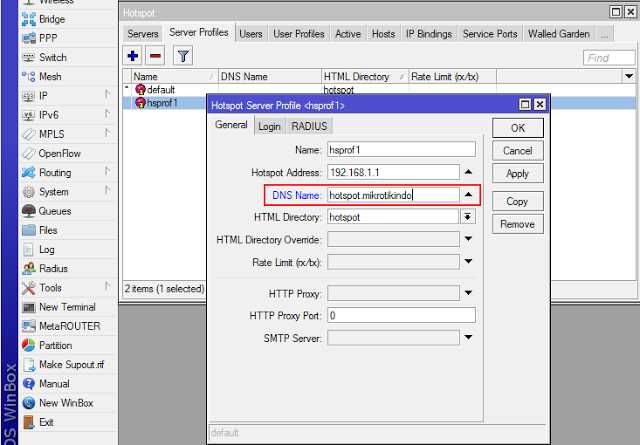 Wireless
Bridge
PPP
Switch
Mesh
IP
IPv6
MPLS
OpenFlow
Routing
System
Queues
Files
Log
Radius
Tools
New Terminal
MetaROUTER
Partition
Make Supout.rif
Manual
New WinBox
Exit
OS WinBox
Hotspot
Servers Server Profiles Users User Profiles Active Hosts IP Bindings Service Ports Walled Garden ...
Find
Name DNS Name HTML Directory Rate Limit (rx/tx)
* default hotspot
hsprof1
2 items (1 selected)
Hotspot Server Profile <hsprof1>
General Login RADIUS
Name: hsprof1
Hotspot Address: 192.168.1.1
DNS Name: hotspot.mikrotikindo
HTML Directory: hotspot
HTML Directory Override:
Rate Limit (rx/tx):
HTTP Proxy:
HTTP Proxy Port: 0
SMTP Server:
OK
Cancel
Apply
Copy
Remove
default